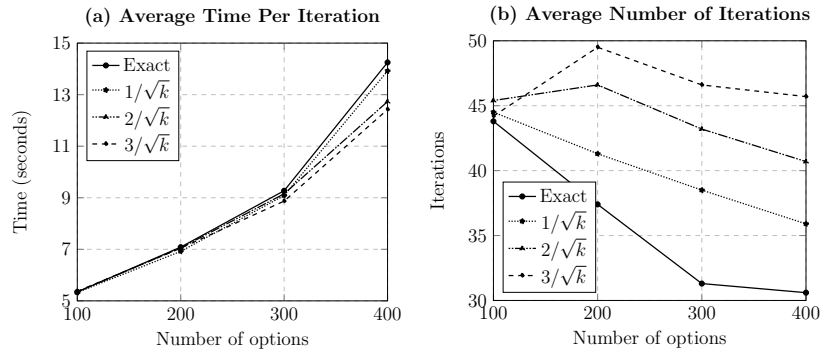 (a) Average Time Per Iteration
15
13
11
9
7
5
100
200
300
400
Time (seconds)
Number of options
Exact
1/√k
2/√k
3/√k
(b) Average Number of Iterations
50
45
40
35
30
100
200
300
400
Iterations
Number of options
Exact
1/√k
2/√k
3/√k